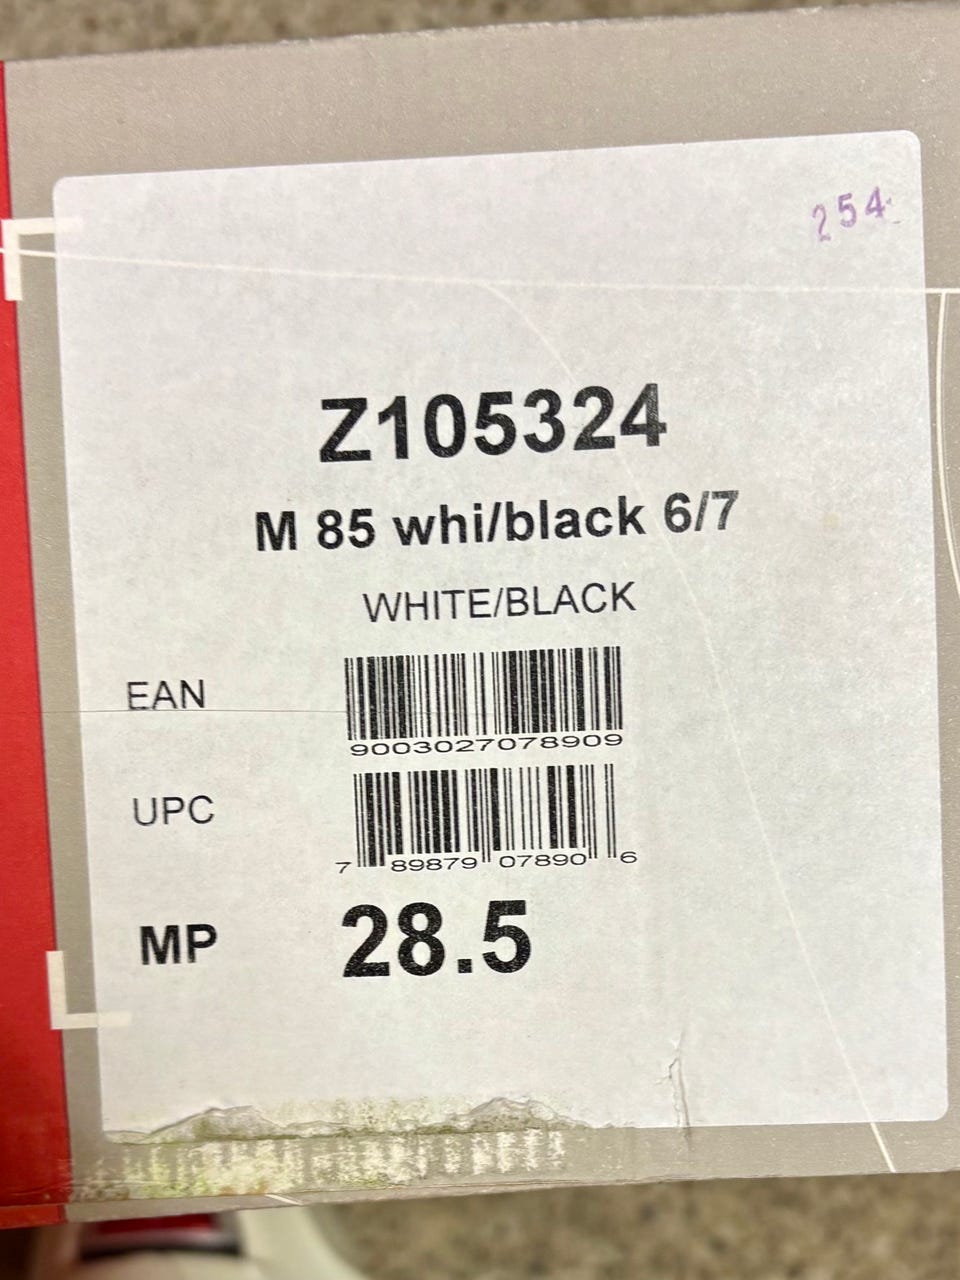 254
Z105324
M 85 whi/black 6/7
WHITE/BLACK
EAN
9003027078909
UPC
7 89879 07890 6
MP 28.5